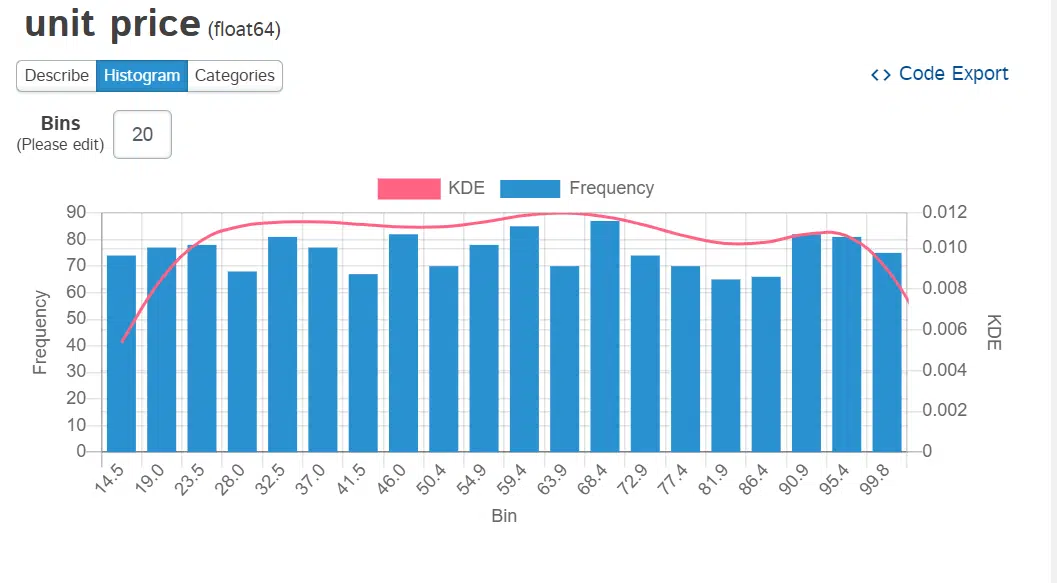 unit price (float64)
Describe Histogram Categories
<> Code Export
Bins
(Please edit)
20
KDE Frequency
90
80
70
60
50
40
30
20
10
0
Frequency
0.012
0.010
0.008
0.006
0.004
0.002
0
KDE
14.5 19.0 23.5 28.0 32.5 37.0 41.5 46.0 50.4 54.9 59.4 63.9 68.4 72.9 77.4 81.9 86.4 90.9 95.4 99.8
Bin